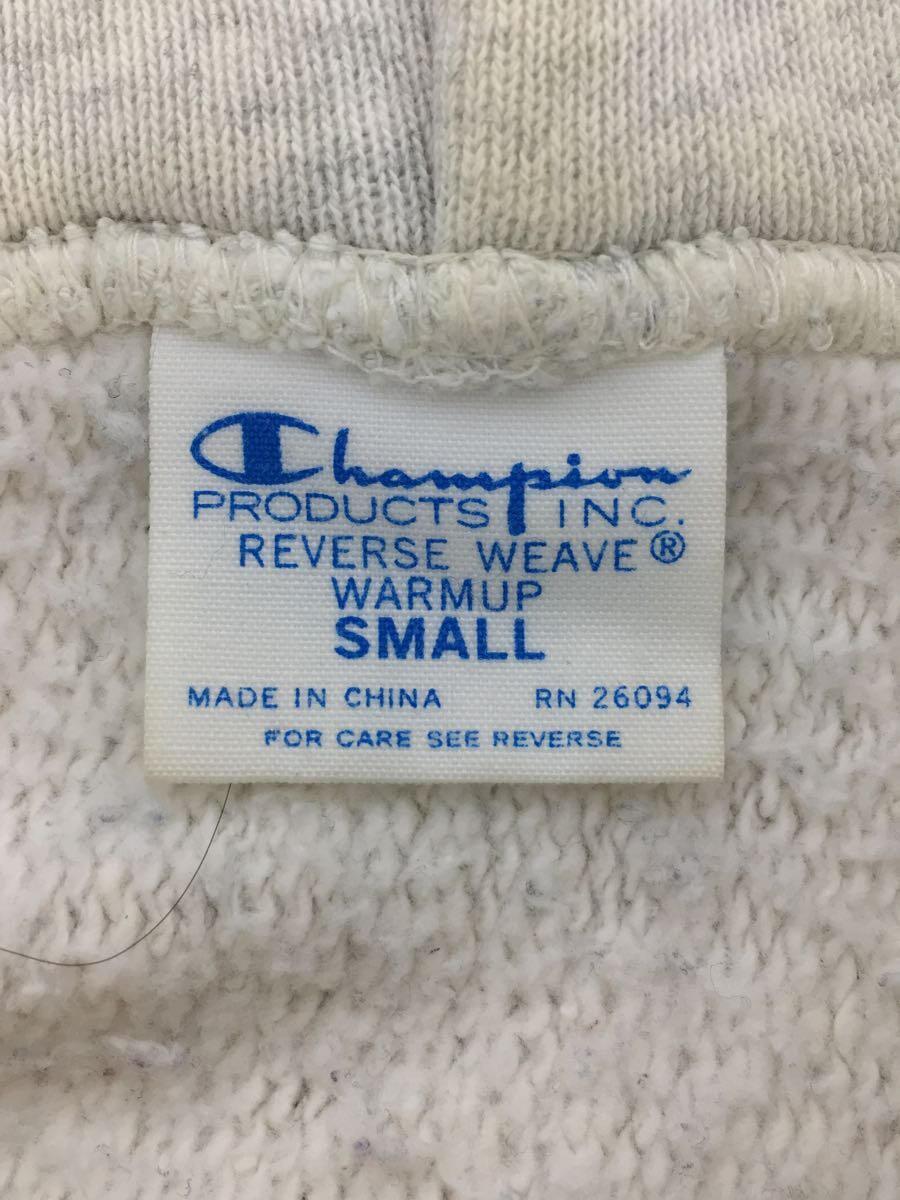 Champion
PRODUCTS INC.
REVERSE WEAVE®
WARMUP
SMALL
MADE IN CHINA RN 26094
FOR CARE SEE REVERSE